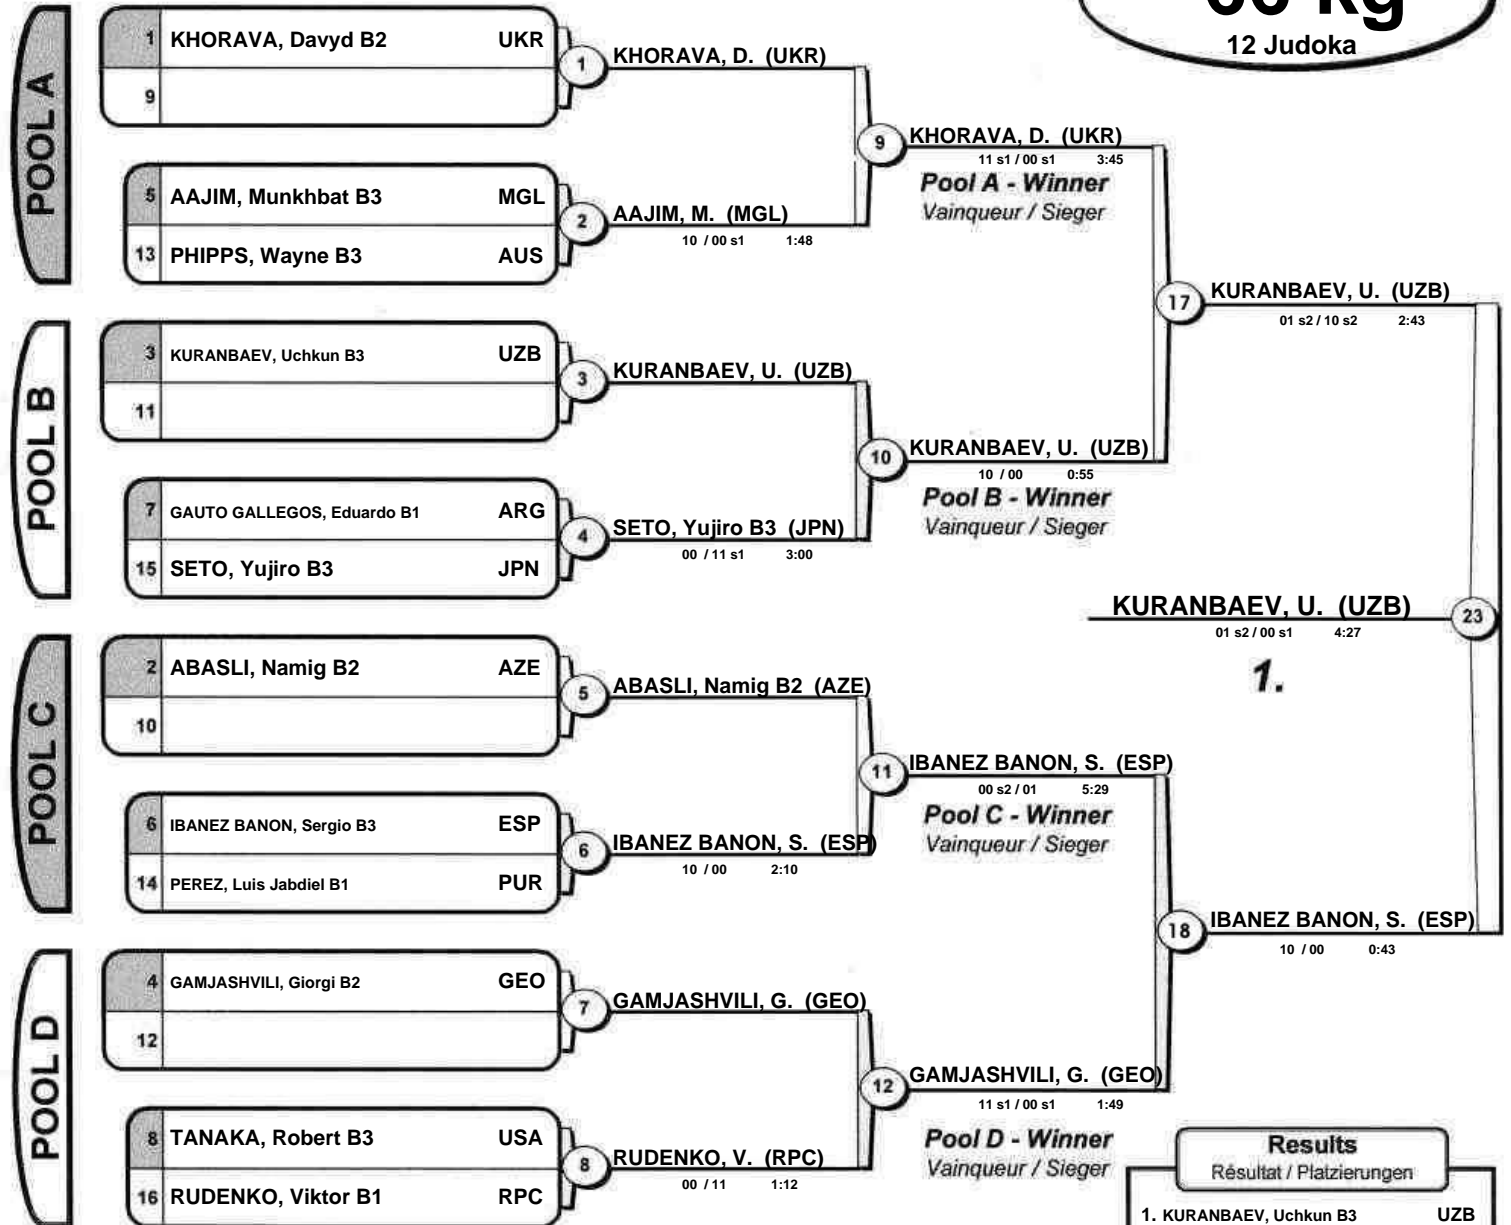 12 Judoka
POOL A
1 KHORAVA, Davyd B2 UKR
9
5 AAJIM, Munkhbat B3 MGL
13 PHIPPS, Wayne B3 AUS
1 KHORAVA, D. (UKR)
2 AAJIM, M. (MGL)
10 / 00 s1 1:48
9 KHORAVA, D. (UKR)
11 s1 / 00 s1 3:45
Pool A - Winner
Vainqueur / Sieger
POOL B
3 KURANBAEV, Uchkun B3 UZB
11
7 GAUTO GALLEGOS, Eduardo B1 ARG
15 SETO, Yujiro B3 JPN
3 KURANBAEV, U. (UZB)
4 SETO, Yujiro B3 (JPN)
00 / 11 s1 3:00
10 KURANBAEV, U. (UZB)
10 / 00 0:55
Pool B - Winner
Vainqueur / Sieger
17 KURANBAEV, U. (UZB)
01 s2 / 10 s2 2:43
KURANBAEV, U. (UZB) 23
01 s2 / 00 s1 4:27
1.
POOL C
2 ABASLI, Namig B2 AZE
10
6 IBANEZ BANON, Sergio B3 ESP
14 PEREZ, Luis Jabdiel B1 PUR
5 ABASLI, Namig B2 (AZE)
6 IBANEZ BANON, S. (ESP)
10 / 00 2:10
11 IBANEZ BANON, S. (ESP)
00 s2 / 01 5:29
Pool C - Winner
Vainqueur / Sieger
POOL D
4 GAMJASHVILI, Giorgi B2 GEO
12
8 TANAKA, Robert B3 USA
16 RUDENKO, Viktor B1 RPC
7 GAMJASHVILI, G. (GEO)
8 RUDENKO, V. (RPC)
00 / 11 1:12
12 GAMJASHVILI, G. (GEO)
11 s1 / 00 s1 1:49
Pool D - Winner
Vainqueur / Sieger
18 IBANEZ BANON, S. (ESP)
10 / 00 0:43
Results
Résultat / Platzierungen
1. KURANBAEV, Uchkun B3 UZB